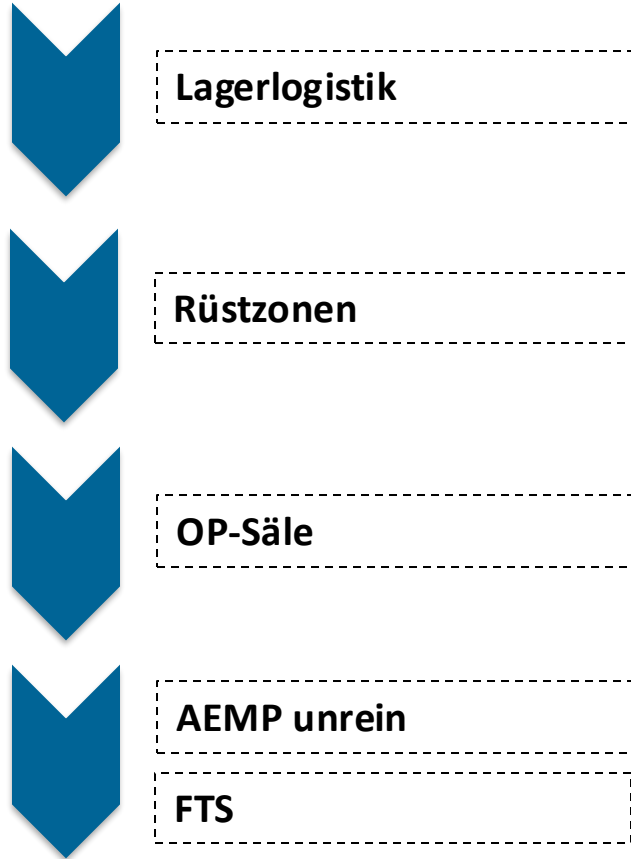 Lagerlogistik
Rüstzonen
OP-Säle
AEMP unrein
FTS